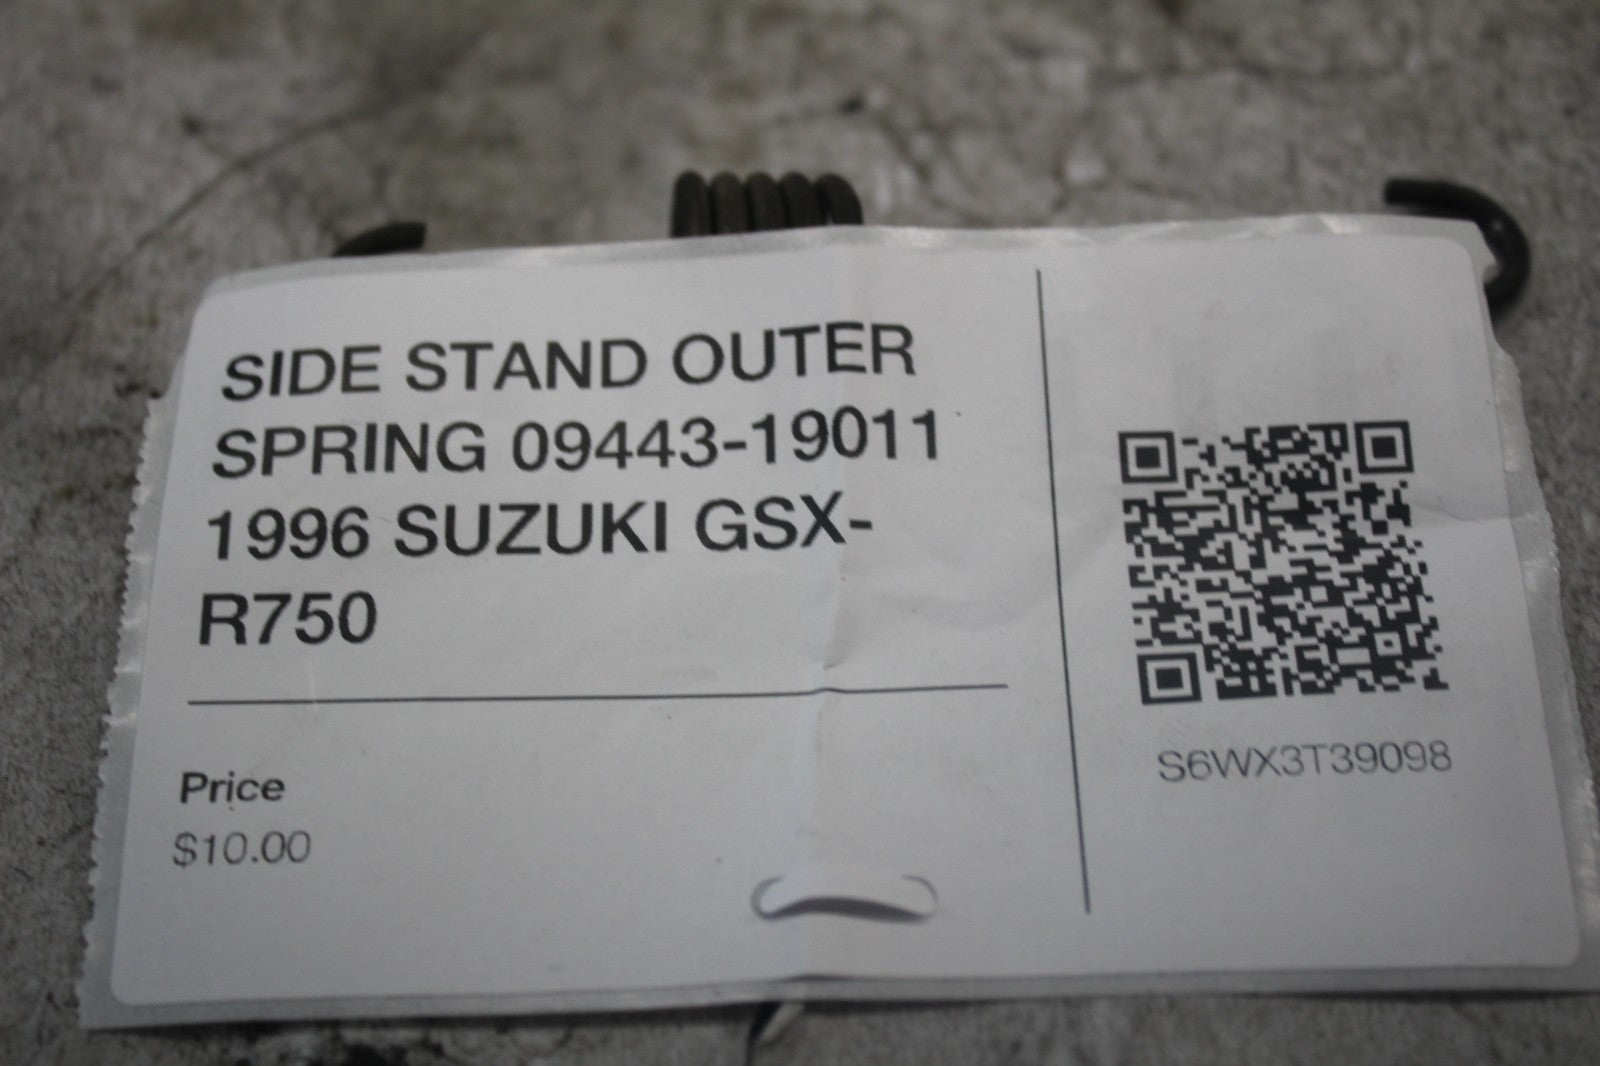 SIDE STAND OUTER
SPRING 09443-19011
1996 SUZUKI GSX-
R750
Price
$10.00
S6WX3T39098